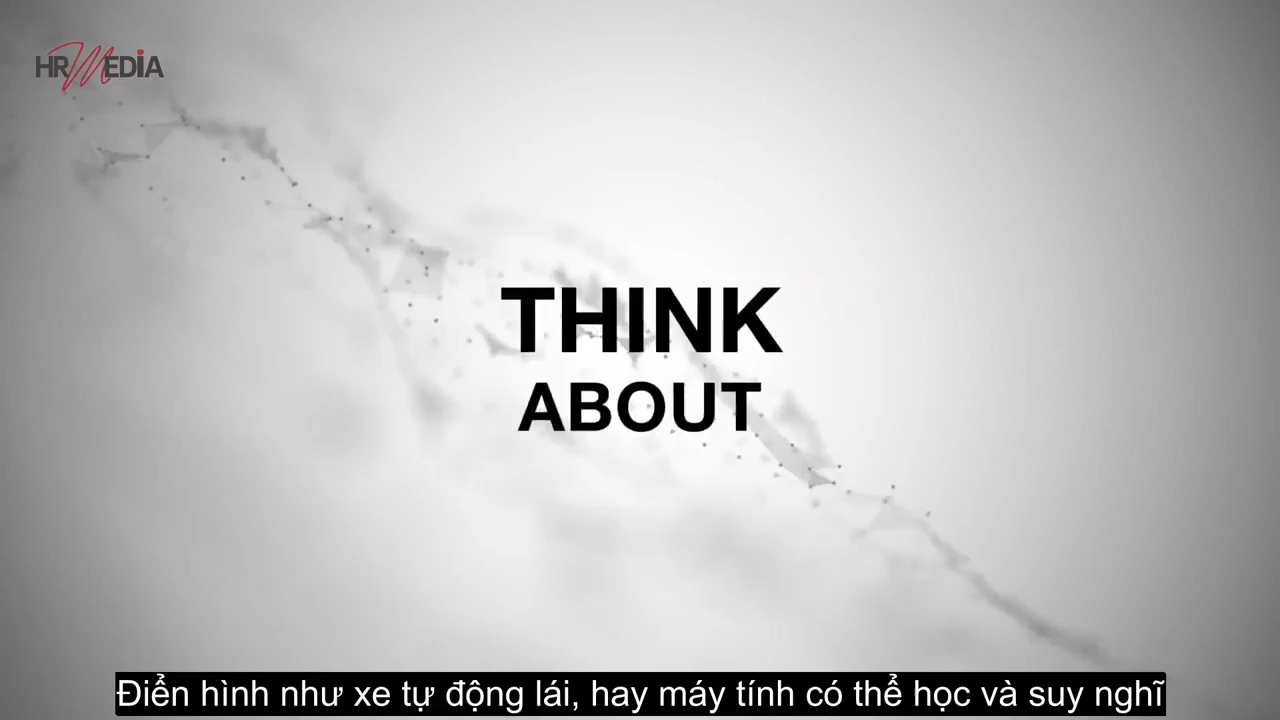 HRMEDIA
THINK
ABOUT
Điển hình như xe tự động lái, hay máy tính có thể học và suy nghĩ